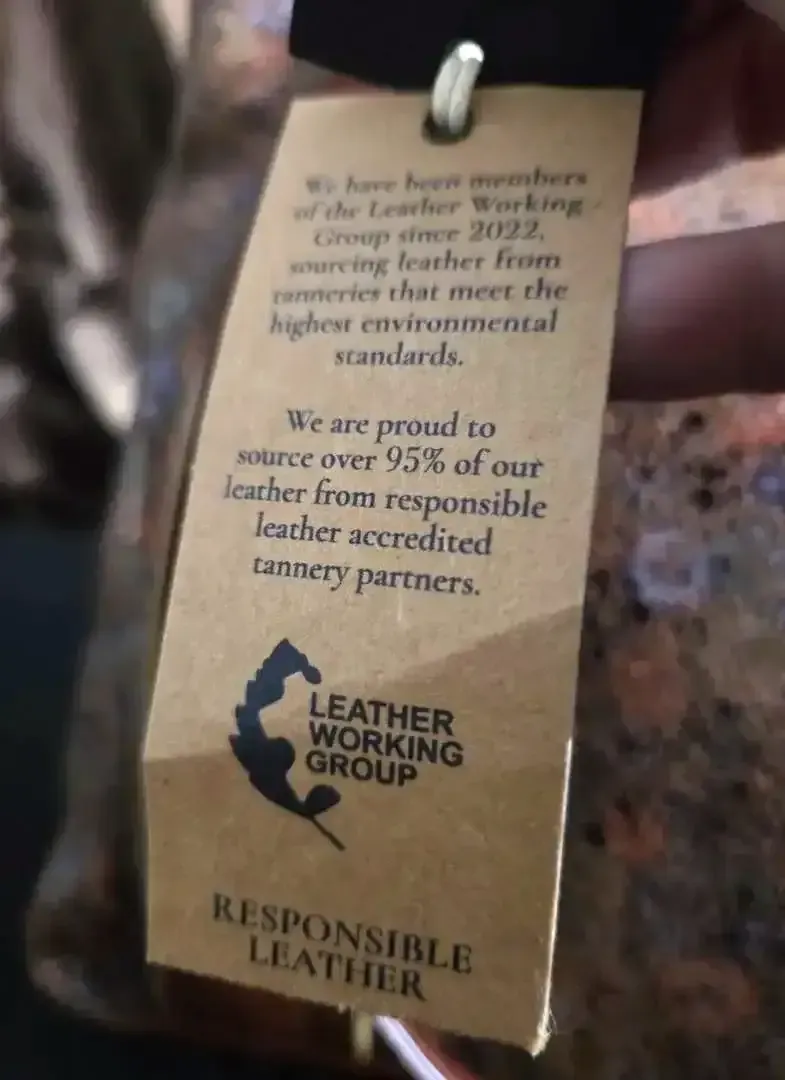 We have been members
of the Leather Working
Group since 2022,
sourcing leather from
tanneries that meet the
highest environmental
standards.
We are proud to
source over 95% of our
leather from responsible
leather accredited
tannery partners.
LEATHER
WORKING
GROUP
RESPONSIBLE
LEATHER